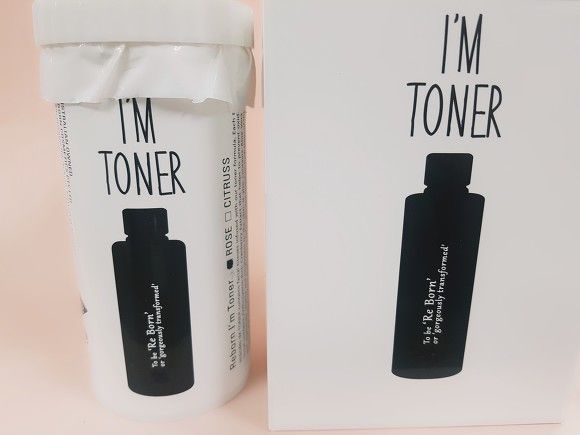 I'M
TONER
To be 'Re Born'
or 'gorgeously transformed'
Reborn I'm Toner ROSE CITRUSS
I'M
TONER
To be 'Re Born'
or 'gorgeously transformed'